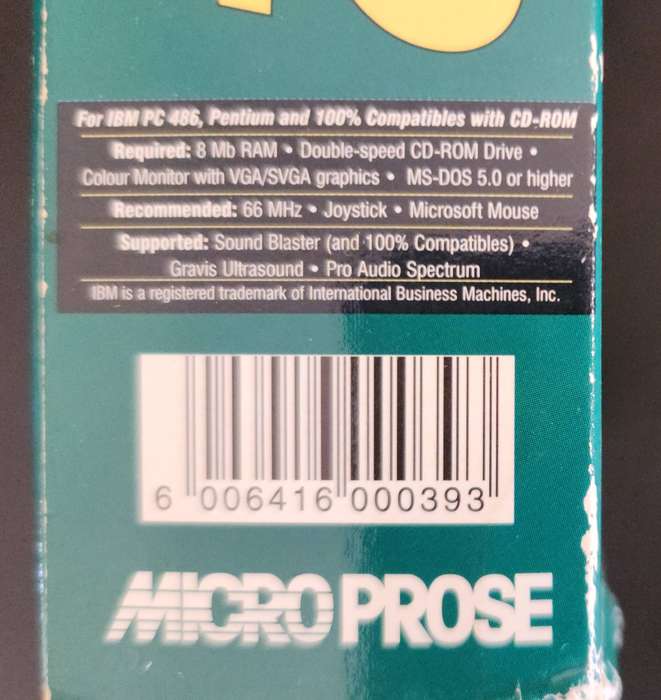 For IBM PC 486, Pentium and 100% Compatibles with CD-ROM
Required: 8 Mb RAM • Double-speed CD-ROM Drive •
Colour Monitor with VGA/SVGA graphics • MS-DOS 5.0 or higher
Recommended: 66 MHz • Joystick • Microsoft Mouse
Supported: Sound Blaster (and 100% Compatibles) •
Gravis Ultrasound • Pro Audio Spectrum
IBM is a registered trademark of International Business Machines, Inc.
6 006416 000393
MICRO PROSE